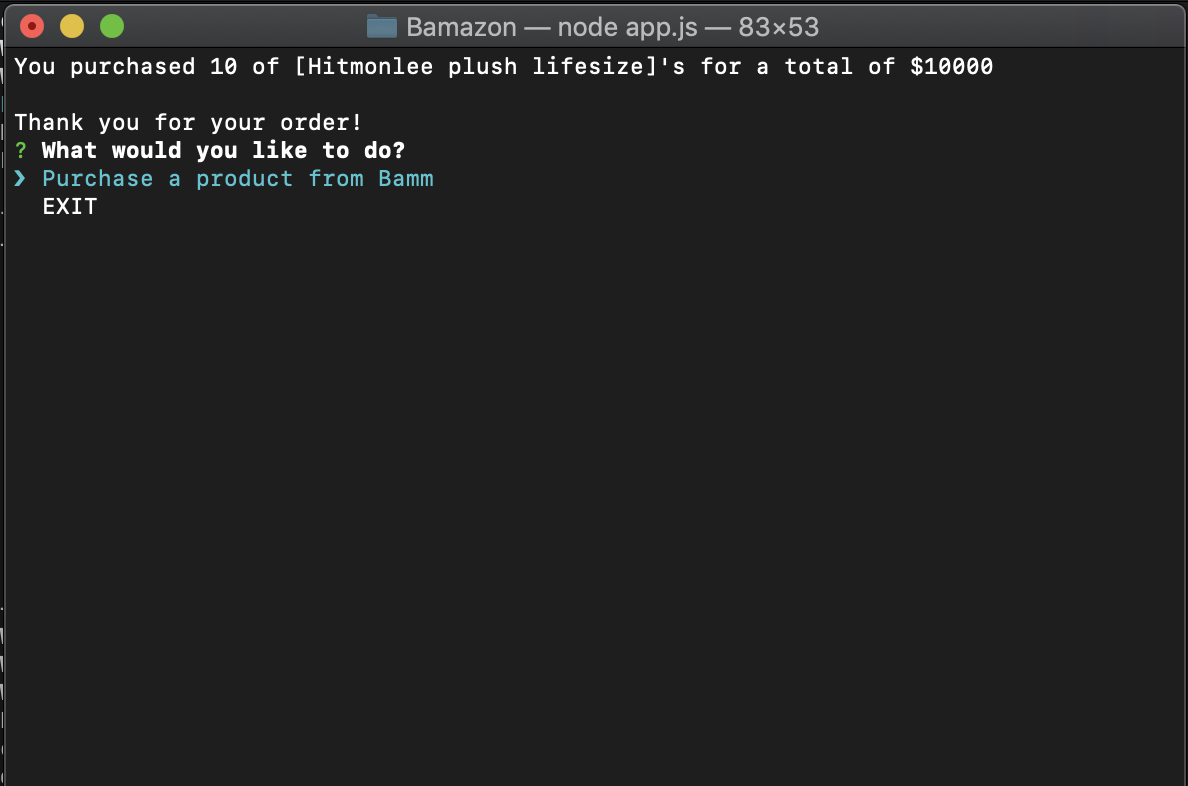 Bamazon — node app.js — 83×53
You purchased 10 of [Hitmonlee plush lifesize]'s for a total of $10000
Thank you for your order!
? What would you like to do?
❯ Purchase a product from Bamm
EXIT